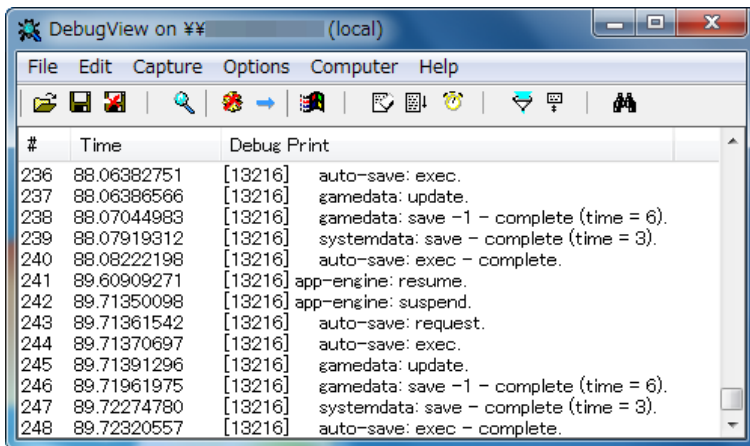 DebugView on ¥¥ (local)
File Edit Capture Options Computer Help
# Time Debug Print
236 88.06382751 [13216] auto-save: exec.
237 88.06386566 [13216] gamedata: update.
238 88.07044983 [13216] gamedata: save -1 - complete (time = 6).
239 88.07919312 [13216] systemdata: save - complete (time = 3).
240 88.08222198 [13216] auto-save: exec - complete.
241 89.60909271 [13216] app-engine: resume.
242 89.71350098 [13216] app-engine: suspend.
243 89.71361542 [13216] auto-save: request.
244 89.71370697 [13216] auto-save: exec.
245 89.71391296 [13216] gamedata: update.
246 89.71961975 [13216] gamedata: save -1 - complete (time = 6).
247 89.72274780 [13216] systemdata: save - complete (time = 3).
248 89.72320557 [13216] auto-save: exec - complete.